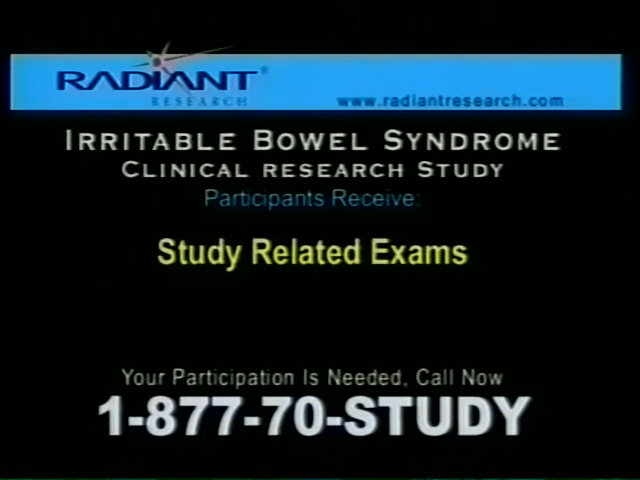 RADIANT®
RESEARCH
www.radiantresearch.com
IRRITABLE BOWEL SYNDROME
CLINICAL RESEARCH STUDY
Participants Receive:
Study Related Exams
Your Participation Is Needed, Call Now
1-877-70-STUDY